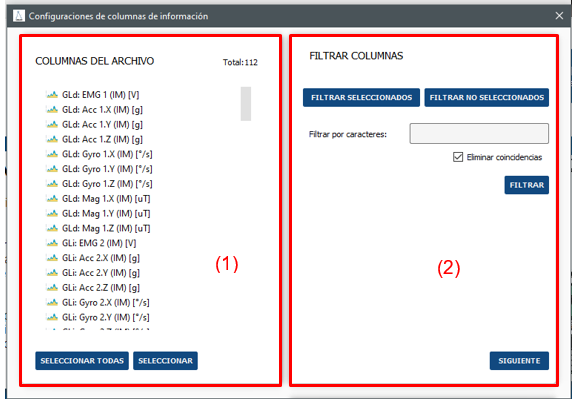 Configuraciones de columnas de información
COLUMNAS DEL ARCHIVO
Total:112
GLd: EMG 1 (IM) [V]
GLd: Acc 1.X (IM) [g]
GLd: Acc 1.Y (IM) [g]
GLd: Acc 1.Z (IM) [g]
GLd: Gyro 1.X (IM) [°/s]
GLd: Gyro 1.Y (IM) [°/s]
GLd: Gyro 1.Z (IM) [°/s]
GLd: Mag 1.X (IM) [uT]
GLd: Mag 1.Y (IM) [uT]
GLd: Mag 1.Z (IM) [uT]
GLi: EMG 2 (IM) [V]
GLi: Acc 2.X (IM) [g]
GLi: Acc 2.Y (IM) [g]
GLi: Acc 2.Z (IM) [g]
GLi: Gyro 2.X (IM) [°/s]
GLi: Gyro 2.Y (IM) [°/s]
GLi: Gyro 2.Z (IM) [°/s]
(1)
SELECCIONAR TODAS
SELECCIONAR
FILTRAR COLUMNAS
FILTRAR SELECCIONADOS
FILTRAR NO SELECCIONADOS
Filtrar por caracteres:
Eliminar coincidencias
FILTRAR
(2)
SIGUIENTE